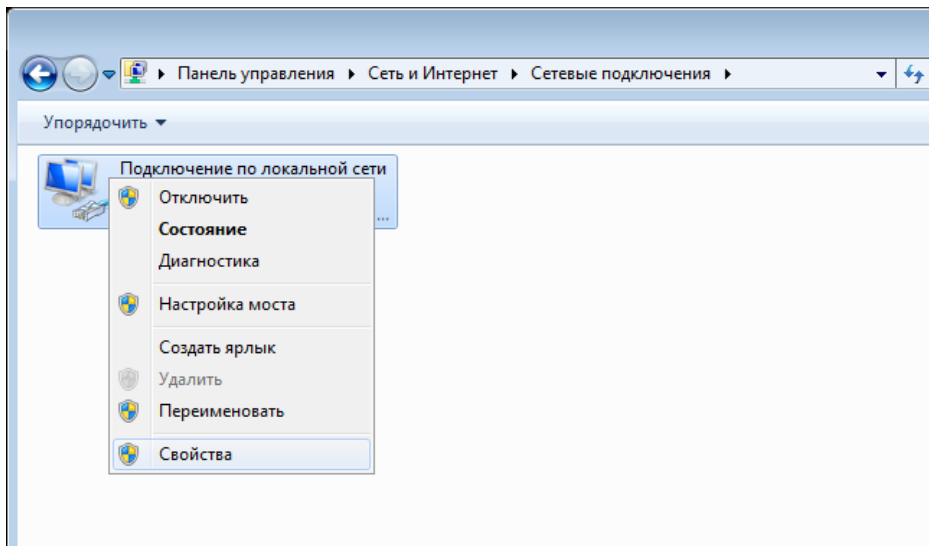 Панель управления Сеть и Интернет Сетевые подключения
Упорядочить
Подключение по локальной сети
Отключить
...
Состояние
Диагностика
Настройка моста
Создать ярлык
Удалить
Переименовать
Свойства